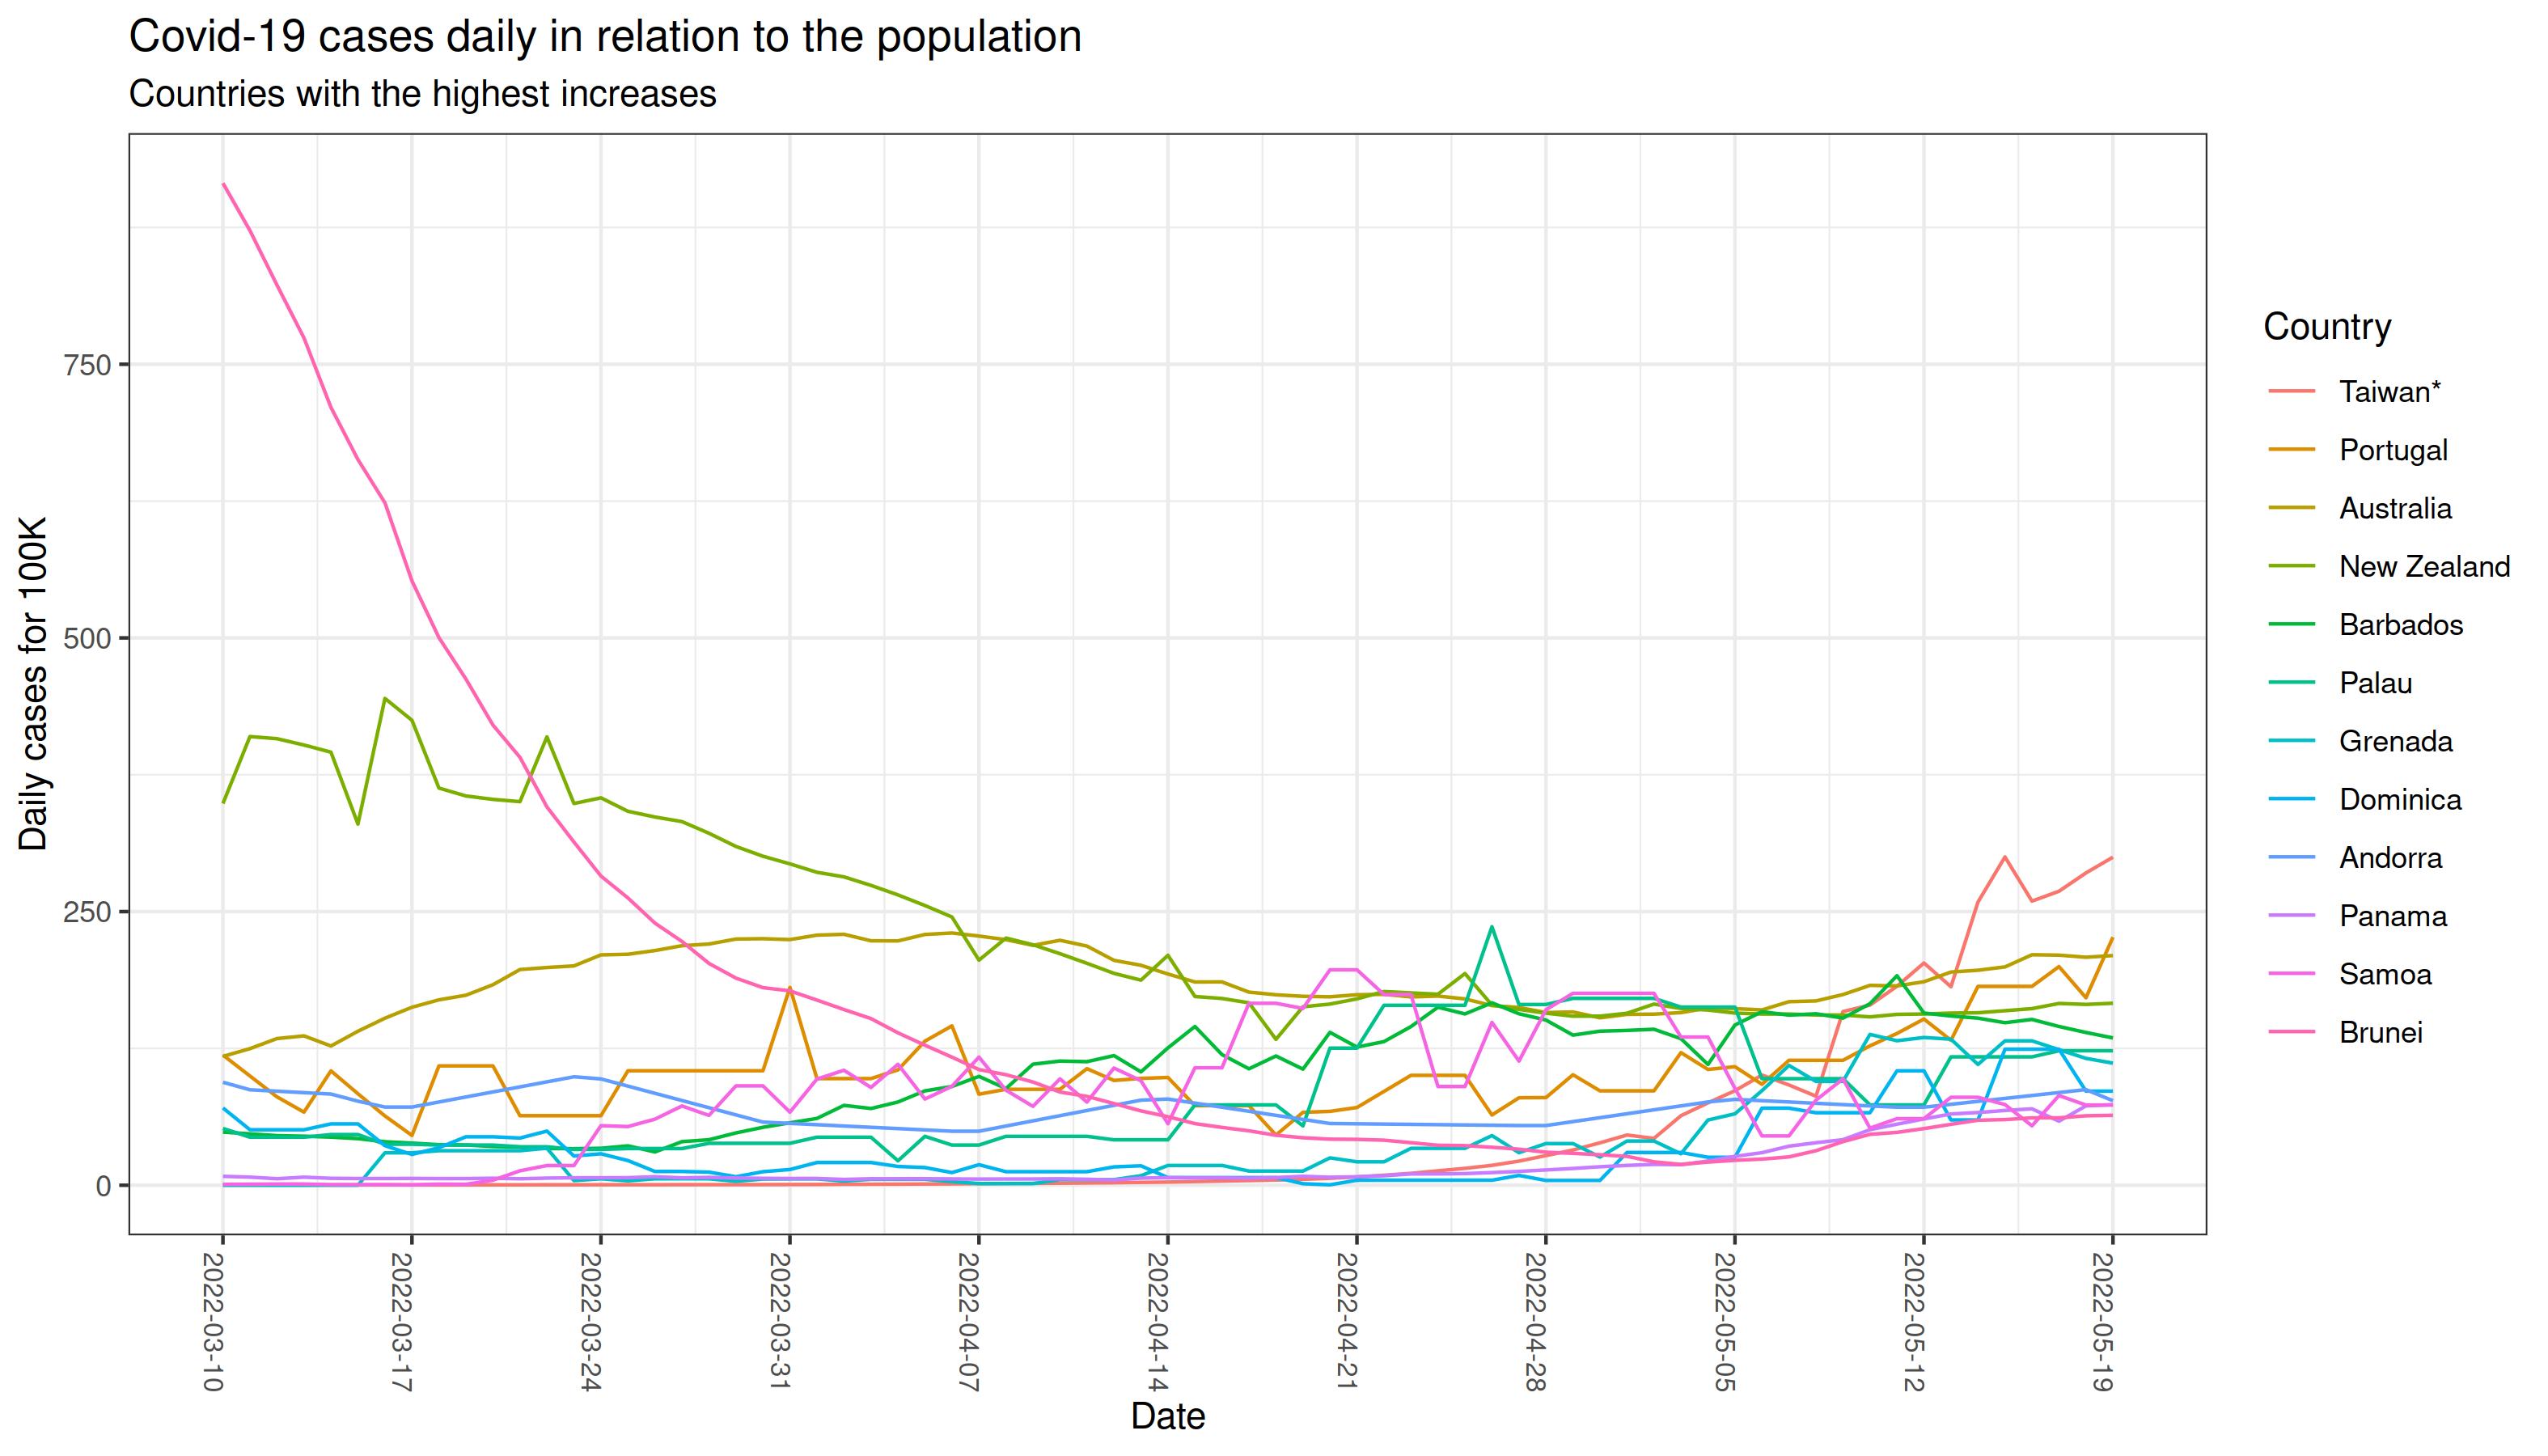 Covid-19 cases daily in relation to the population
Countries with the highest increases
Daily cases for 100K
750
500
250
0
2022-03-10
2022-03-17
2022-03-24
2022-03-31
2022-04-07
2022-04-14
2022-04-21
2022-04-28
2022-05-05
2022-05-12
2022-05-19
Date
Country
Taiwan*
Portugal
Australia
New Zealand
Barbados
Palau
Grenada
Dominica
Andorra
Panama
Samoa
Brunei